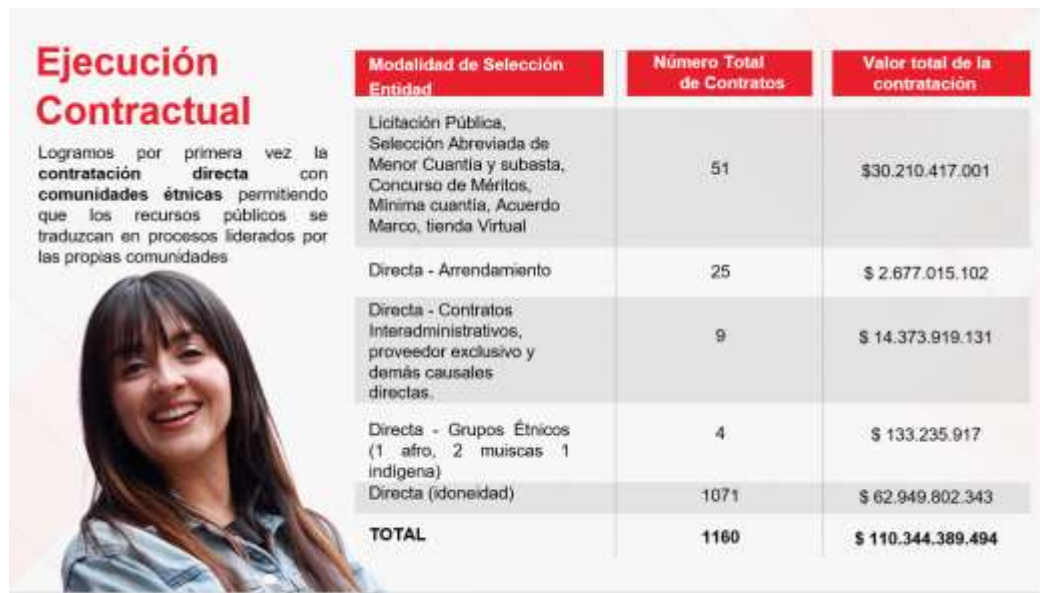 Ejecución
Contractual
Logramos por primera vez la
contratación directa con
comunidades étnicas permitiendo
que los recursos públicos se
traduzcan en procesos liderados por
las propias comunidades
Modalidad de Selección
Entidad
Número Total
de Contratos
Valor total de la
contratación
Licitación Pública,
Selección Abreviada de
Menor Cuantía y subasta,
Concurso de Méritos,
Mínima cuantía, Acuerdo
Marco, tienda Virtual
51
$30.210.417.001
Directa - Arrendamiento
25
$ 2.677.015.102
Directa - Contratos
Interadministrativos,
proveedor exclusivo y
demás causales
directas.
9
$ 14.373.919.131
Directa - Grupos Étnicos
(1 afro, 2 muiscas 1
indígena)
4
$ 133.235.917
Directa (idoneidad)
1071
$ 62.949.802.343
TOTAL
1160
$ 110.344.389.494